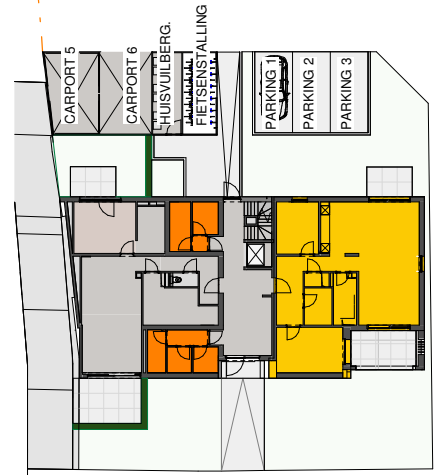 CARPORT 5
CARPORT 6
HUISVUILBERG.
FIETSENSTALLING
PARKING 1
PARKING 2
PARKING 3